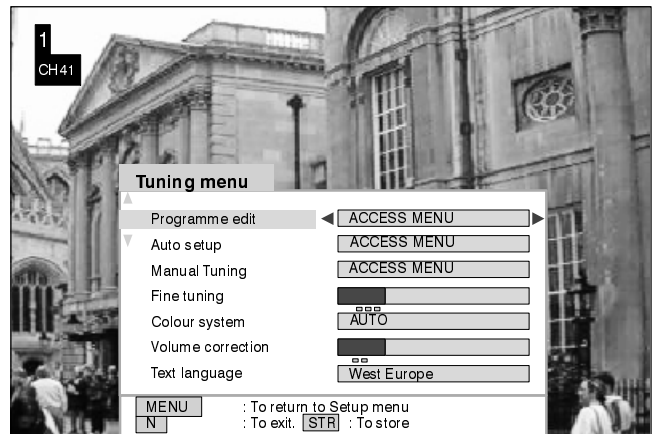 1
CH41
Tuning menu
Programme edit ACCESS MENU
Auto setup ACCESS MENU
Manual Tuning ACCESS MENU
Fine tuning
Colour system AUTO
Volume correction
Text language West Europe
MENU : To return to Setup menu
N : To exit. STR : To store